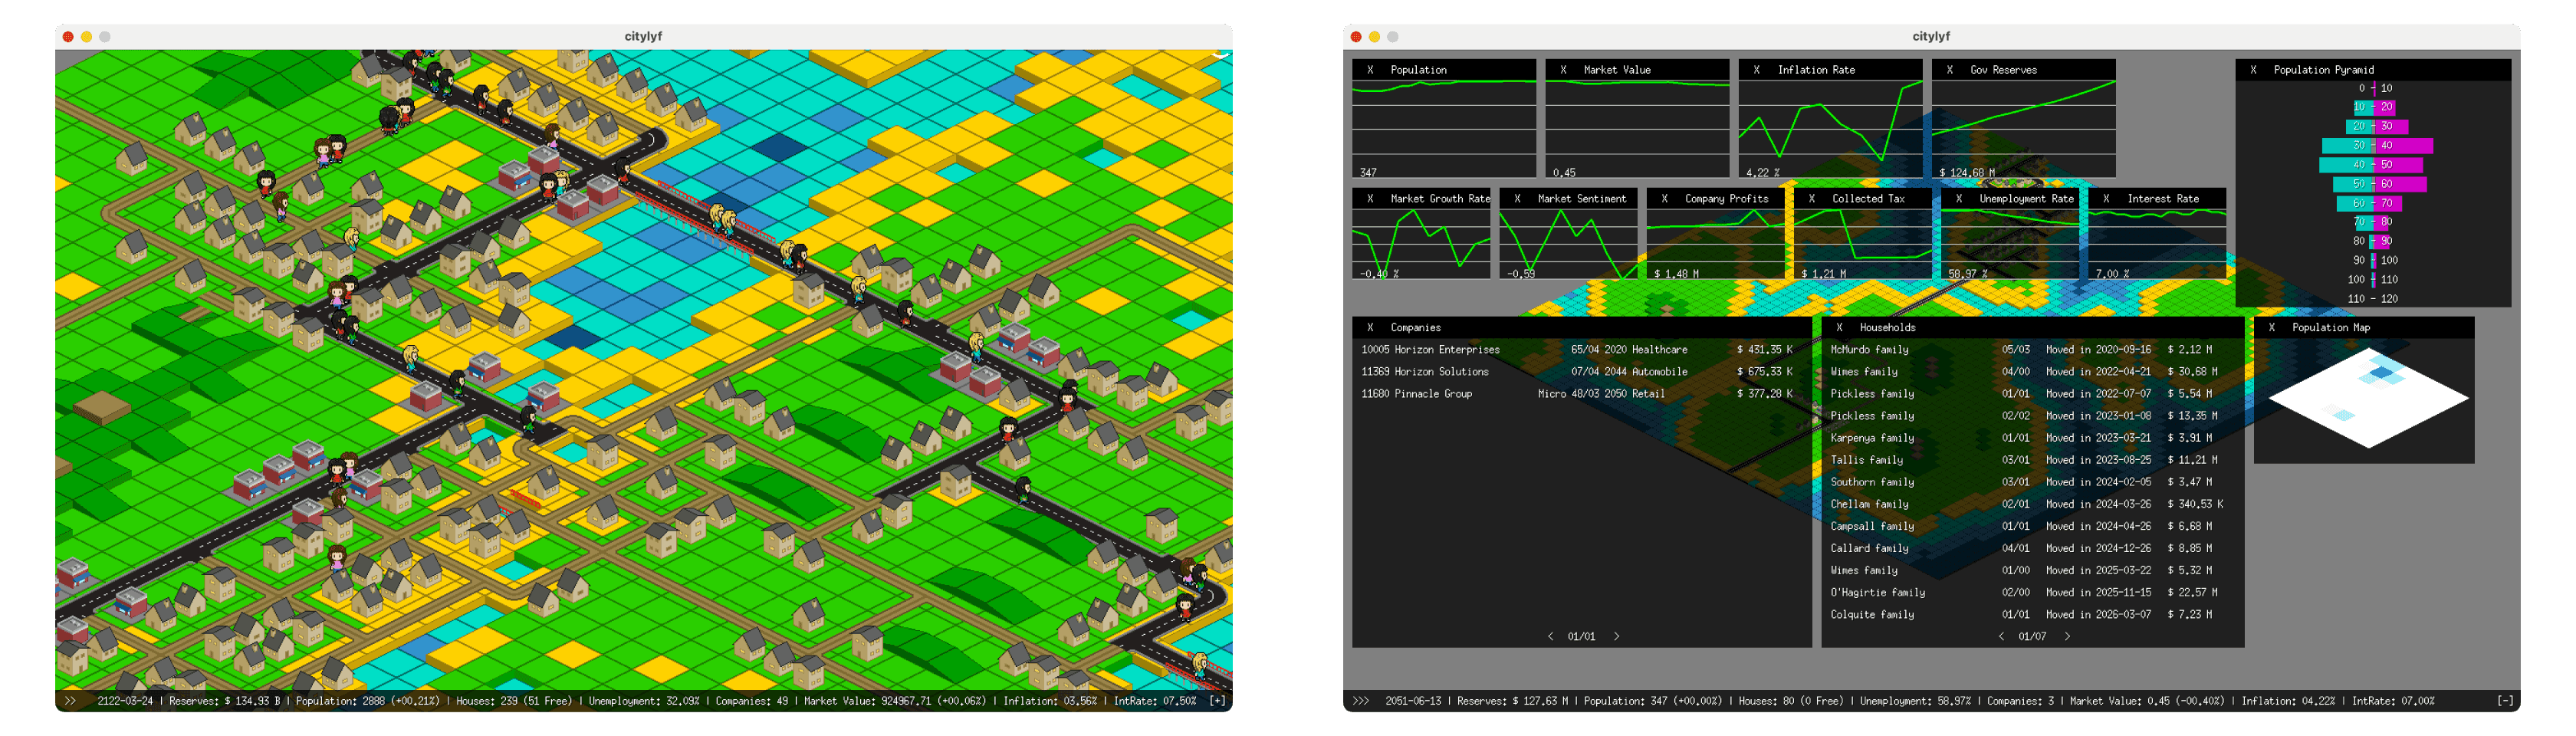 citylyf
>> 2122-03-24 | Reserves: $ 134.93 B | Population: 2888 (+00.21%) | Houses: 239 (51 Free) | Unemployment: 32.09% | Companies: 49 | Market Value: 924967.71 (+00.06%) | Inflation: 03.56% | IntRate: 07.50% [+]
citylyf
X Population
347
X Market Value
0.45
X Inflation Rate
4.22 %
X Gov Reserves
$ 124.68 M
X Market Growth Rate
-0.40 %
X Market Sentiment
-0.59
X Company Profits
$ 1.48 M
X Collected Tax
$ 1.21 M
X Unemployment Rate
58.97 %
X Interest Rate
7.00 %
X Population Pyramid
0 - 10
10 - 20
20 - 30
30 - 40
40 - 50
50 - 60
60 - 70
70 - 80
80 - 90
90 - 100
100 - 110
110 - 120
X Companies
10005 Horizon Enterprises 65/04 2020 Healthcare $ 431.35 K
11369 Horizon Solutions 07/04 2044 Automobile $ 675.33 K
11680 Pinnacle Group Micro 48/03 2050 Retail $ 377.28 K
< 01/01 >
X Households
McMurdo family 05/03 Moved in 2020-09-16 $ 2.12 M
Wimes family 04/00 Moved in 2022-04-21 $ 30.68 M
Pickless family 01/01 Moved in 2022-07-07 $ 5.54 M
Pickless family 02/02 Moved in 2023-01-08 $ 13.35 M
Karpenya family 01/01 Moved in 2023-03-21 $ 3.91 M
Tallis family 03/01 Moved in 2023-08-25 $ 11.21 M
Southorn family 03/01 Moved in 2024-02-05 $ 3.47 M
Chellam family 02/01 Moved in 2024-03-26 $ 340.53 K
Campsall family 01/01 Moved in 2024-04-26 $ 6.68 M
Callard family 04/01 Moved in 2024-12-26 $ 8.85 M
Wimes family 01/00 Moved in 2025-03-22 $ 5.32 M
O'Hagirtie family 02/00 Moved in 2025-11-15 $ 22.57 M
Colquite family 01/01 Moved in 2026-03-07 $ 7.23 M
< 01/07 >
X Population Map
>>> 2051-06-13 | Reserves: $ 127.63 M | Population: 347 (+00.00%) | Houses: 80 (0 Free) | Unemployment: 58.97% | Companies: 3 | Market Value: 0.45 (-00.40%) | Inflation: 04.22% | IntRate: 07.00% [-]